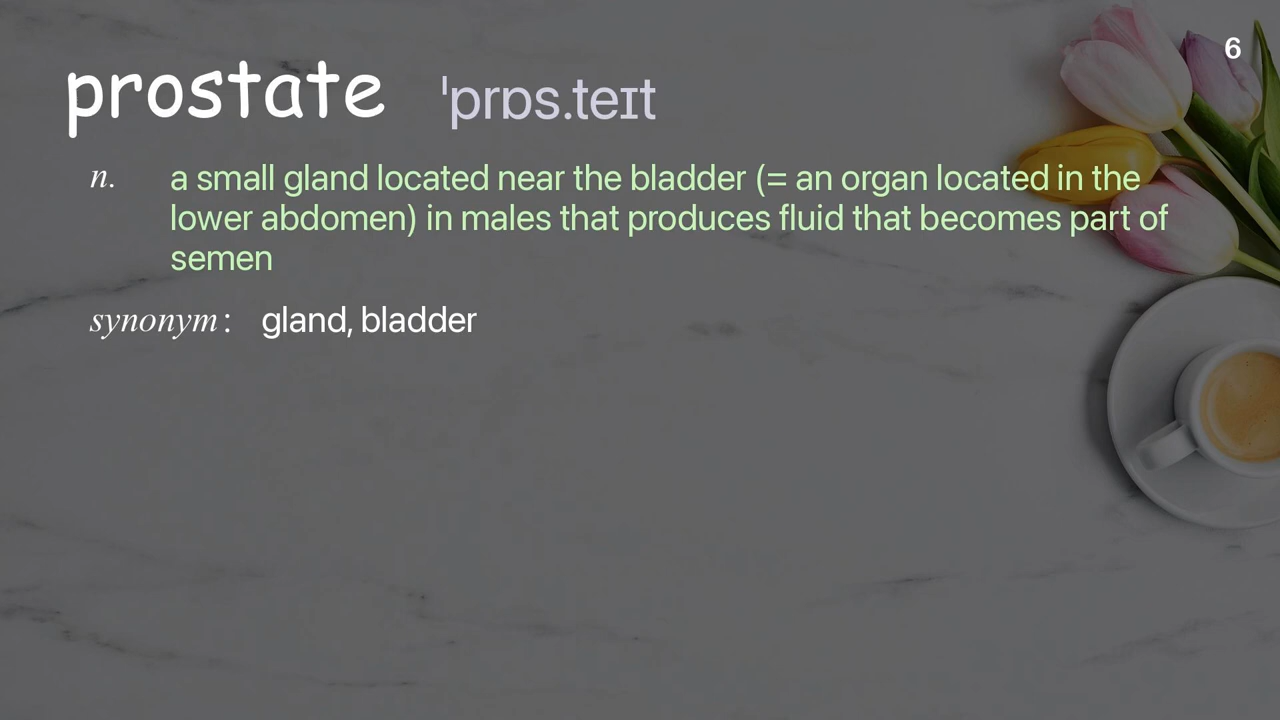 6
prostate ˈprɒs.teɪt
n. a small gland located near the bladder (= an organ located in the
lower abdomen) in males that produces fluid that becomes part of
semen
synonym: gland, bladder